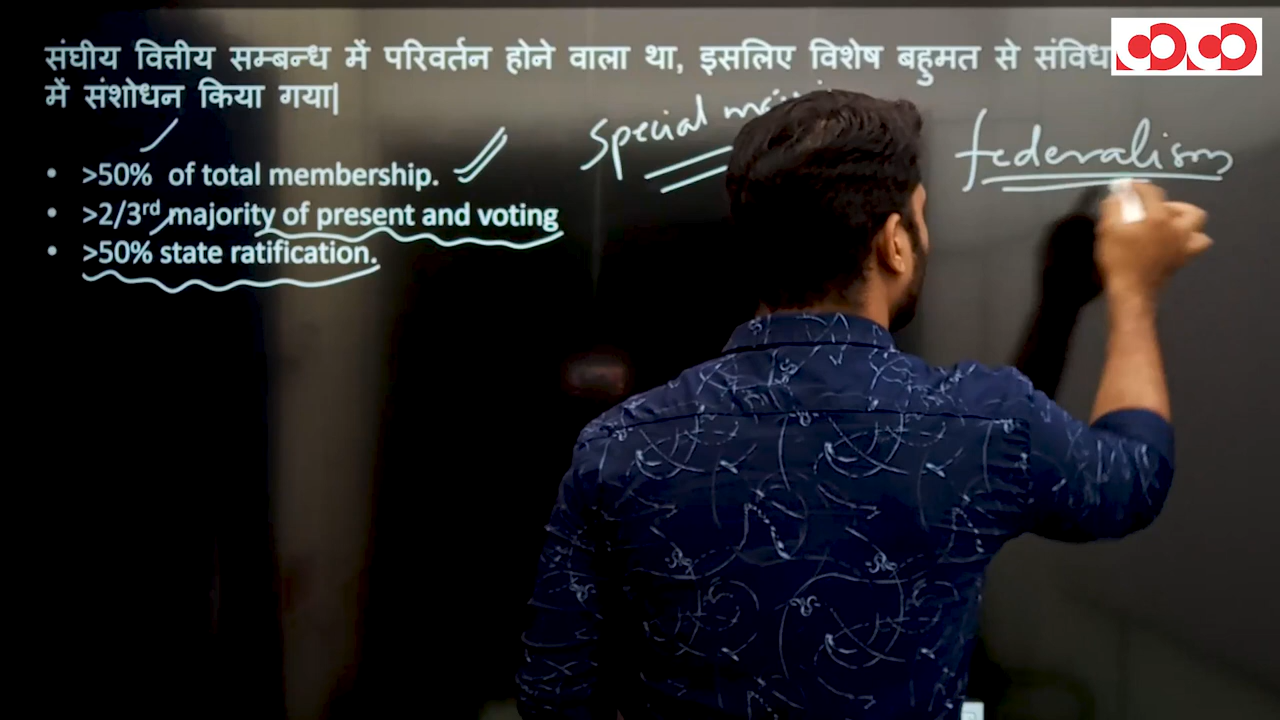 संघीय वित्तीय सम्बन्ध में परिवर्तन होने वाला था, इसलिए विशेष बहुमत से
में संशोधन किया गया|
special
federalism
• >50% of total membership.
• >2/3rd majority of present and voting
• >50% state ratification.